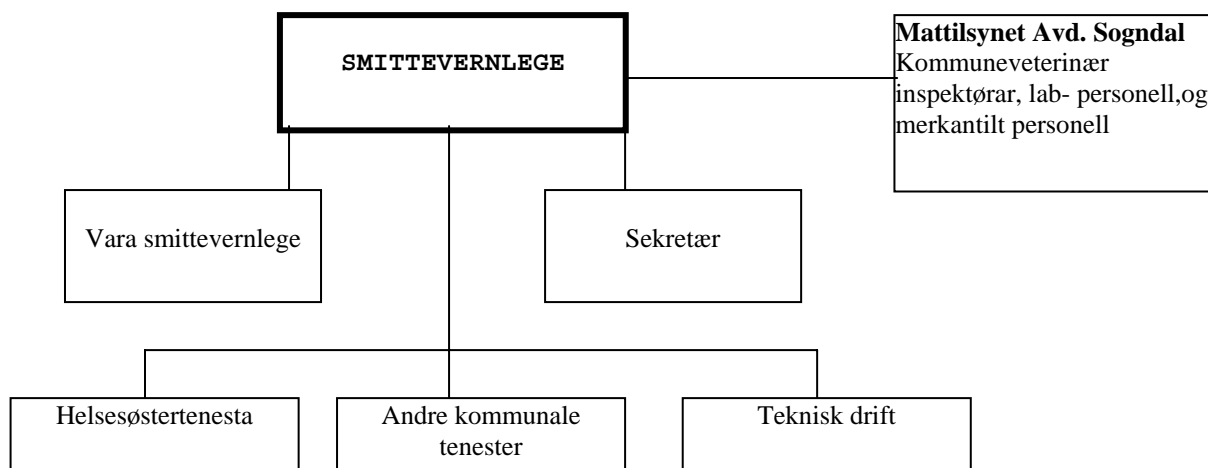 SMITTEVERNLEGE
Mattilsynet Avd. Sogndal
Kommuneveterinær
inspektørar, lab- personell,og
merkantilt personell
Vara smittevernlege
Sekretær
Helsesøstertenesta
Andre kommunale
tenester
Teknisk drift